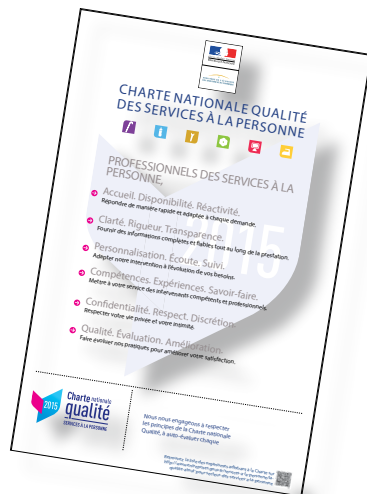 CHARTE NATIONALE QUALITÉ
DES SERVICES À LA PERSONNE
PROFESSIONNELS DES SERVICES À LA
PERSONNE,
Accueil. Disponibilité. Réactivité.
Répondre de manière rapide et adaptée à chaque demande.
Clarté. Rigueur. Transparence.
Fournir des informations complètes et fiables tout au long de la prestation.
Personnalisation. Écoute. Suivi.
Adapter notre intervention à l'évolution de vos besoins.
Compétences. Expériences. Savoir-faire.
Mettre à votre service des intervenants compétents et professionnels.
Confidentialité. Respect. Discrétion.
Respecter votre vie privée et votre intimité.
Qualité. Évaluation. Amélioration.
Faire évoluer nos pratiques pour améliorer votre satisfaction.
2015
2015
Charte nationale
qualité
SERVICES À LA PERSONNE
Nous nous engageons à respecter
les principes de la Charte nationale
Qualité, à auto-évaluer chaque